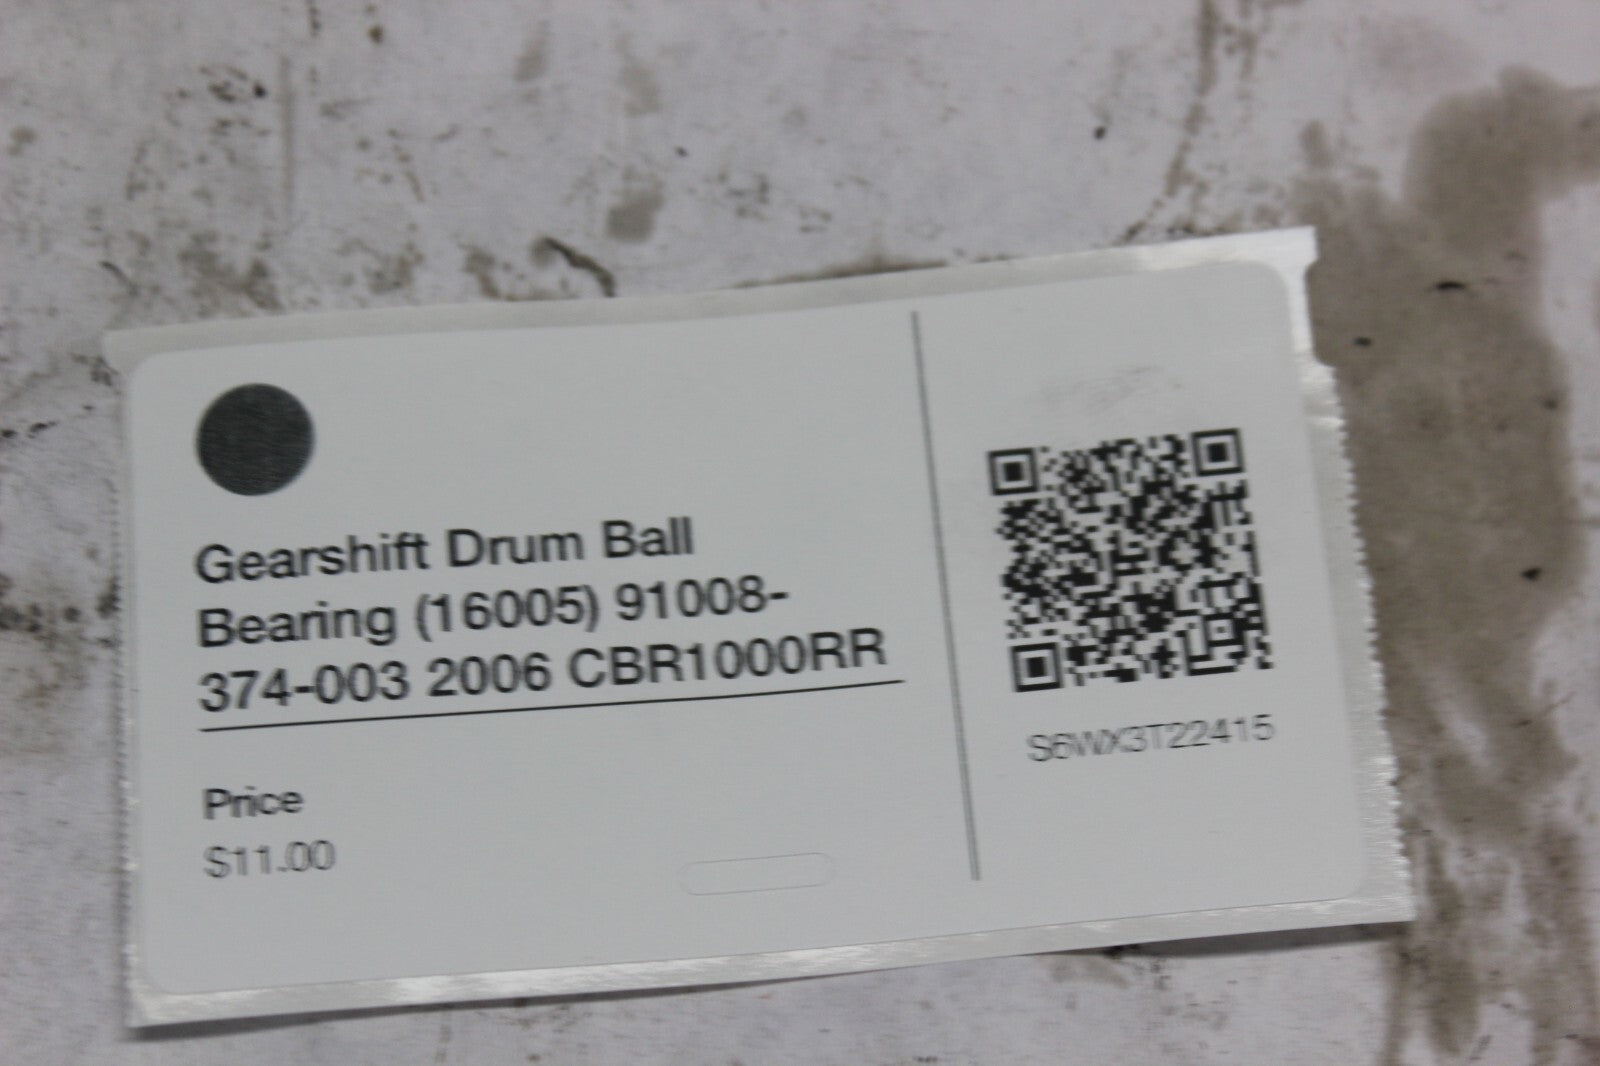 Gearshift Drum Ball
Bearing (16005) 91008-
374-003 2006 CBR1000RR
Price
$11.00
S6WX3T22415